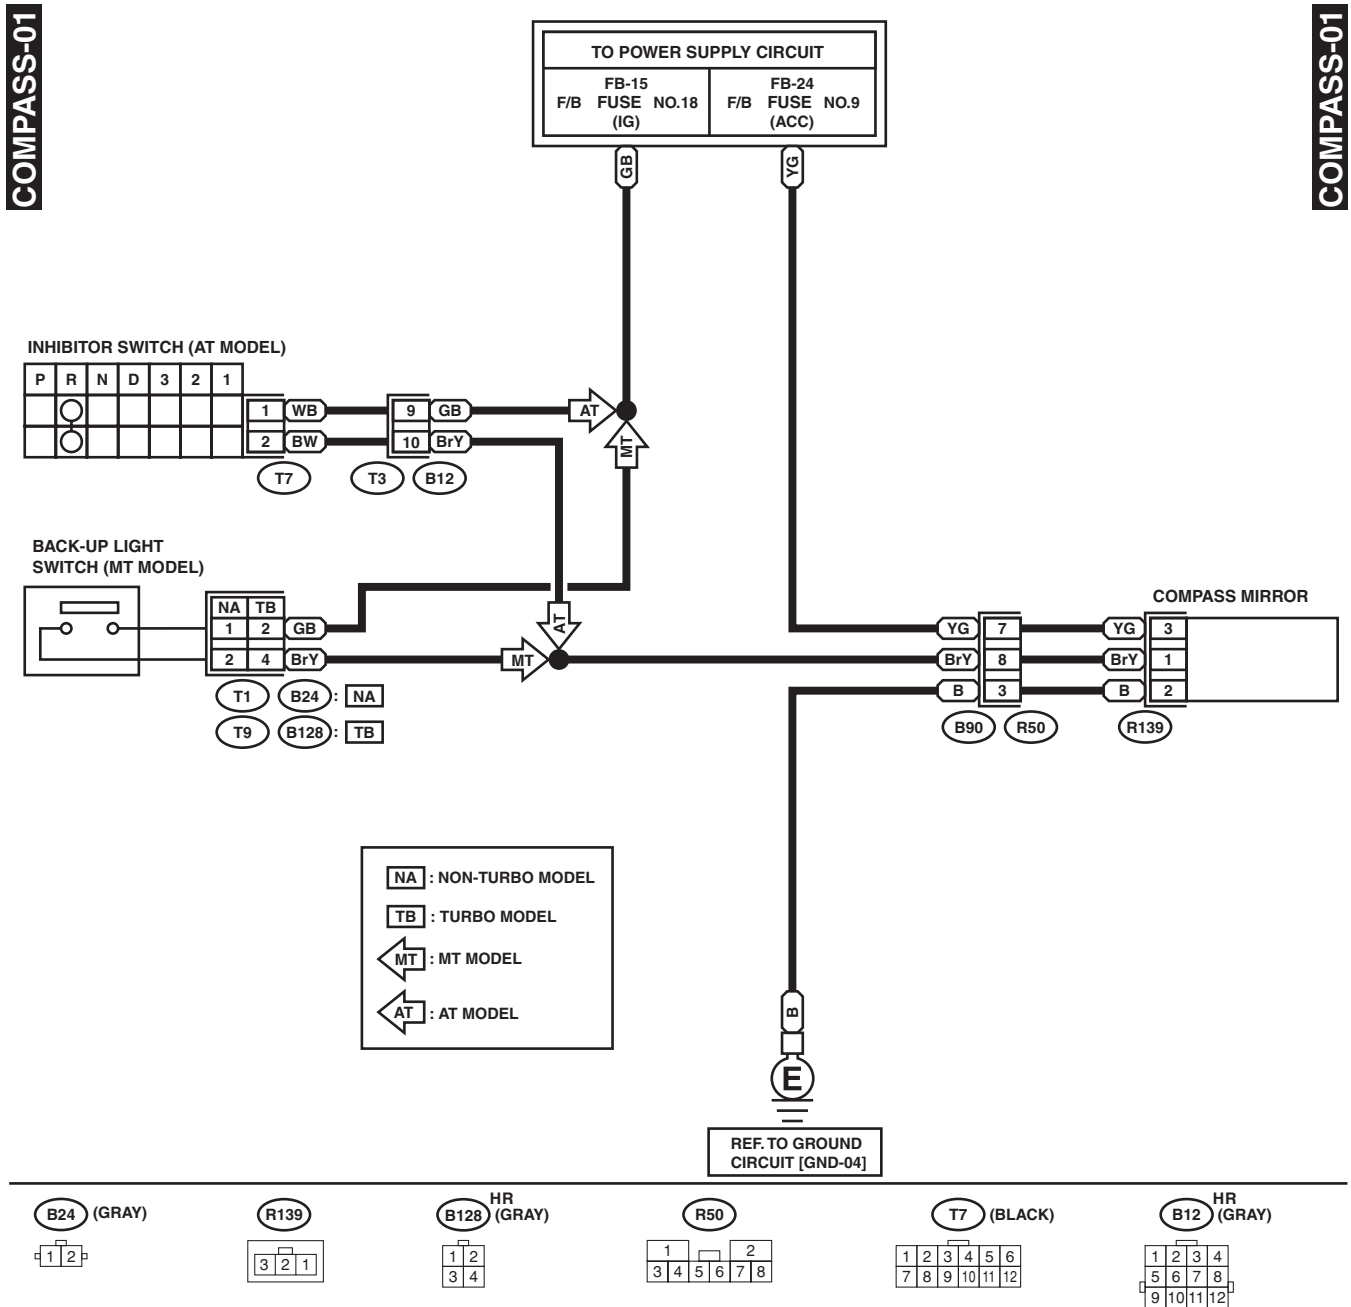 COMPASS-01
COMPASS-01
TO POWER SUPPLY CIRCUIT
FB-15
F/B FUSE NO.18
(IG)
FB-24
F/B FUSE NO.9
(ACC)
GB
YG
INHIBITOR SWITCH (AT MODEL)
P R N D 3 2 1
1 WB 9 GB AT
2 BW 10 BrY MT
T7 T3 B12
BACK-UP LIGHT
SWITCH (MT MODEL)
NA TB
1 2 GB
2 4 BrY MT
AT
T1 B24 : NA
T9 B128 : TB
COMPASS MIRROR
YG 7 YG 3
BrY 8 BrY 1
B 3 B 2
B90 R50 R139
NA : NON-TURBO MODEL
TB : TURBO MODEL
MT : MT MODEL
AT : AT MODEL
B
E
REF. TO GROUND
CIRCUIT [GND-04]
B24 (GRAY)
1 2
R139
3 2 1
B128 HR (GRAY)
1 2
3 4
R50
1 2
3 4 5 6 7 8
T7 (BLACK)
1 2 3 4 5 6
7 8 9 10 11 12
B12 HR (GRAY)
1 2 3 4
5 6 7 8
9 10 11 12